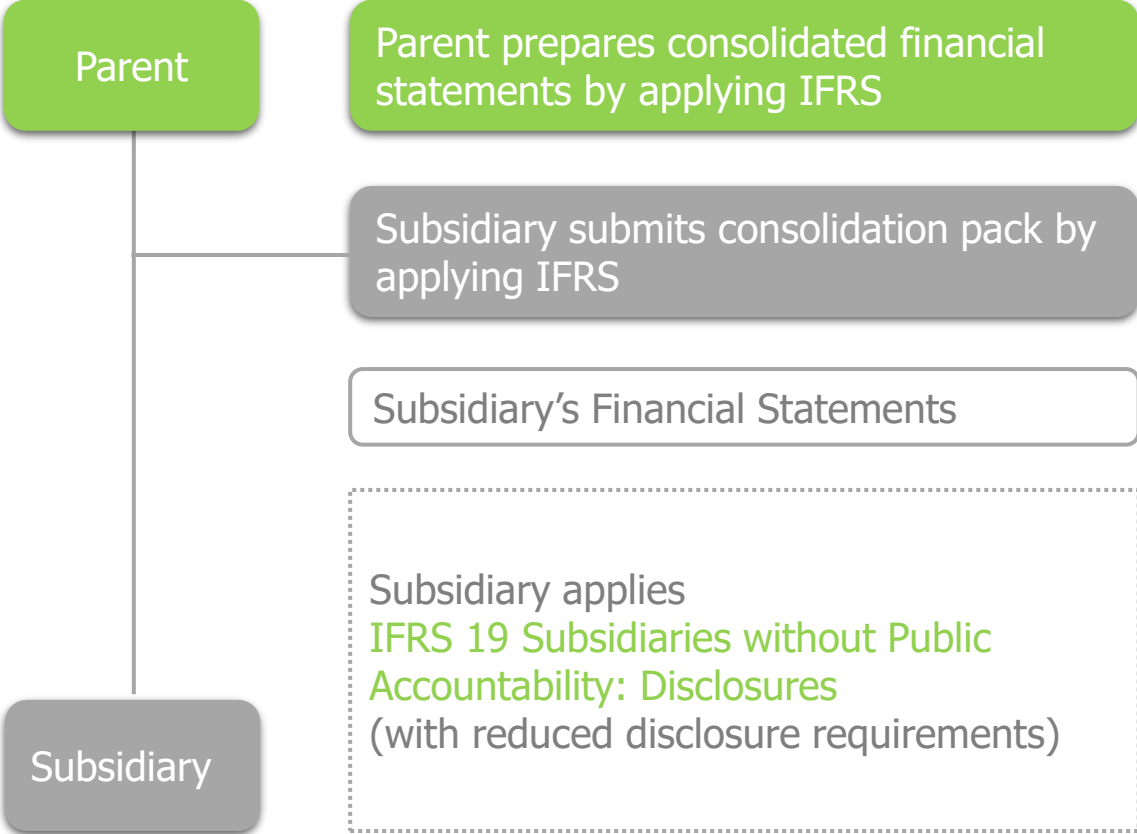 Parent
Parent prepares consolidated financial
statements by applying IFRS
Subsidiary submits consolidation pack by
applying IFRS
Subsidiary’s Financial Statements
Subsidiary applies
IFRS 19 Subsidiaries without Public
Accountability: Disclosures
(with reduced disclosure requirements)
Subsidiary